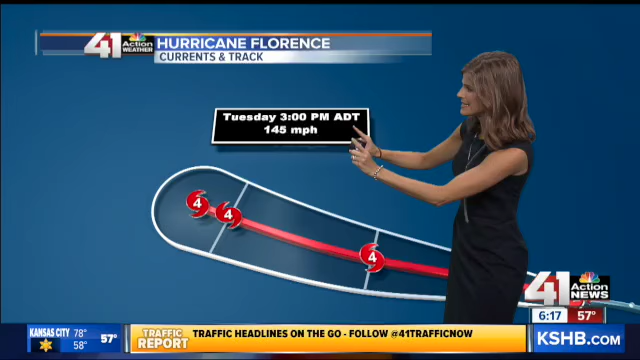 41 Action WEATHER
HURRICANE FLORENCE
CURRENTS & TRACK
Tuesday 3:00 PM ADT
145 mph
4
4
4
41 Action NEWS
6:17 57°
KANSAS CITY 78° 58° 57°
TRAFFIC REPORT
TRAFFIC HEADLINES ON THE GO - FOLLOW @41TRAFFICNOW
KSHB.COM